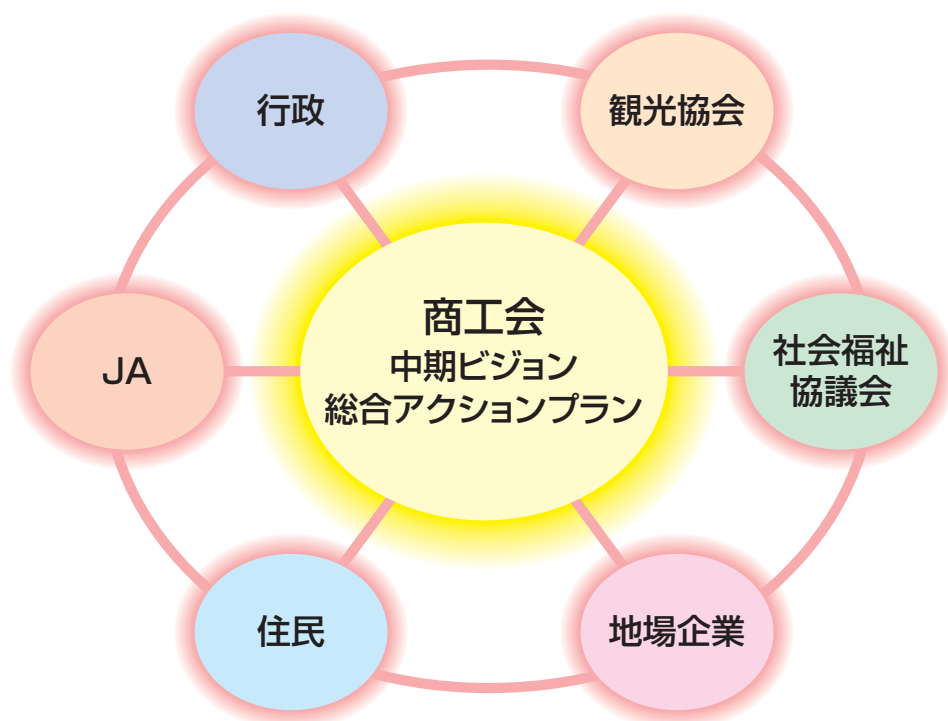 行政
観光協会
商工会
中期ビジョン
総合アクションプラン
JA
社会福祉
協議会
住民
地場企業